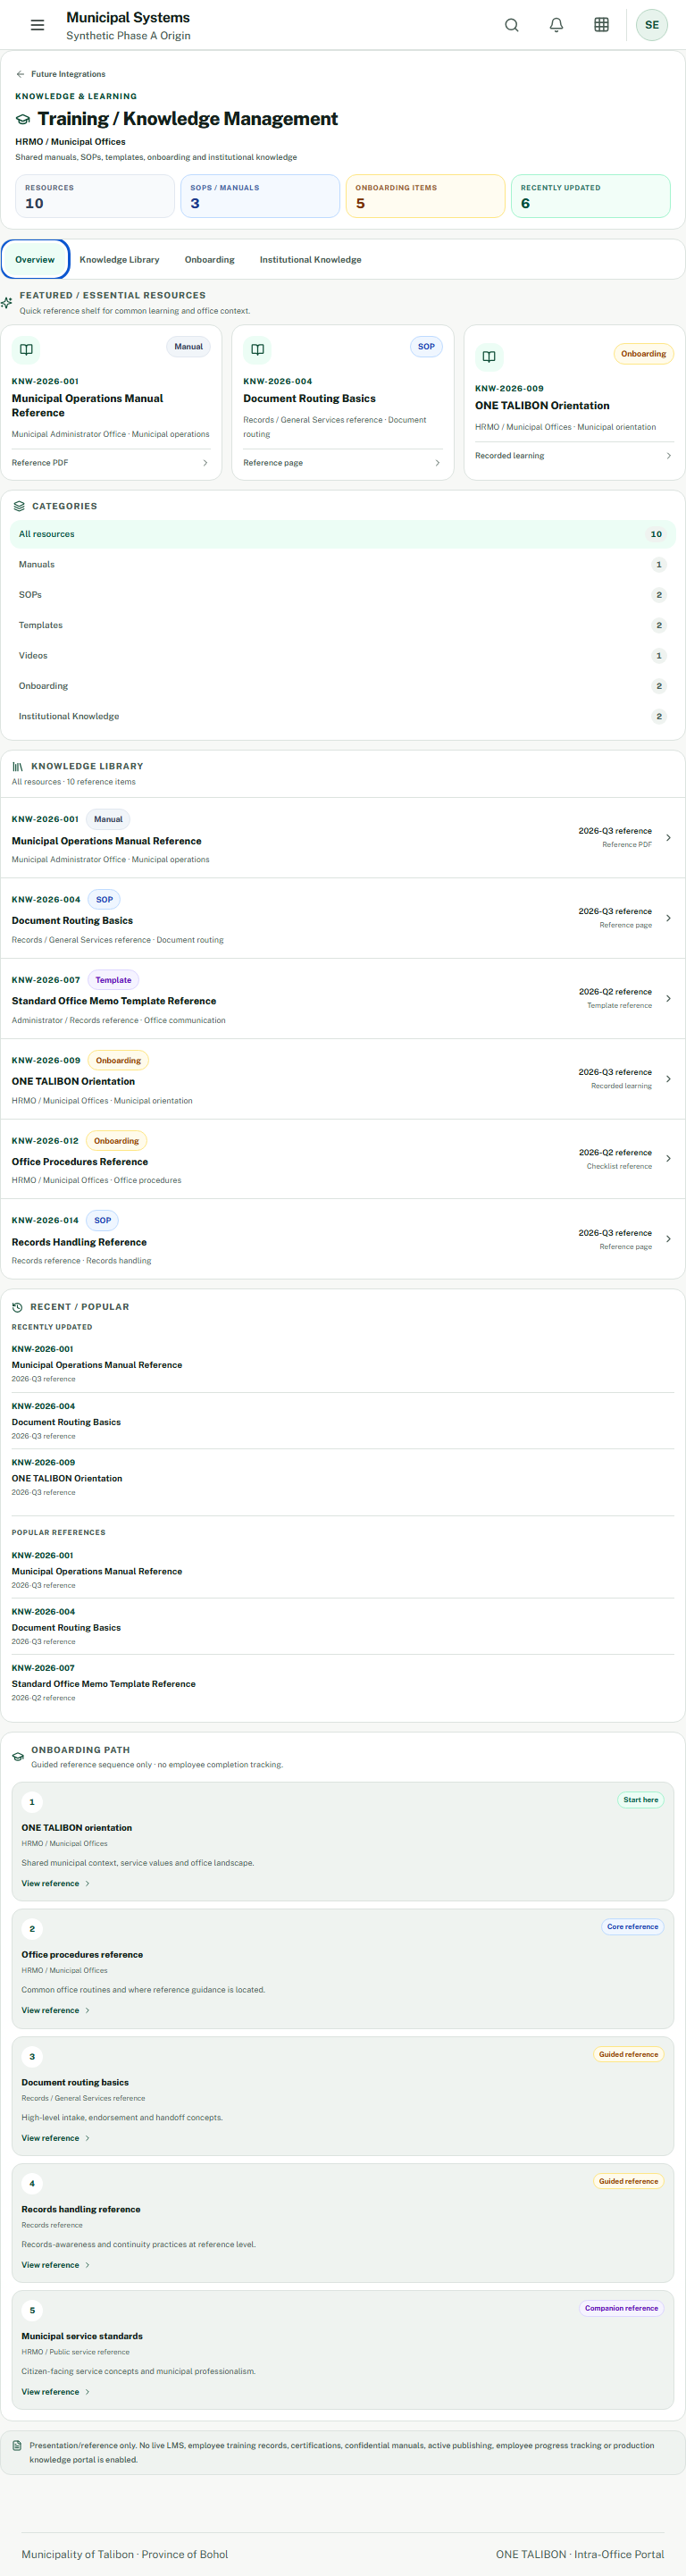 Municipal Systems
Synthetic Phase A Origin
SE
Future Integrations
KNOWLEDGE & LEARNING
Training / Knowledge Management
HRMO / Municipal Offices
Shared manuals, SOPs, templates, onboarding and institutional knowledge
RESOURCES
10
SOPS / MANUALS
3
ONBOARDING ITEMS
5
RECENTLY UPDATED
6
Overview
Knowledge Library
Onboarding
Institutional Knowledge
FEATURED / ESSENTIAL RESOURCES
Quick reference shelf for common learning and office context.
Manual
KNW-2026-001
Municipal Operations Manual
Reference
Municipal Administrator Office · Municipal operations
Reference PDF
SOP
KNW-2026-004
Document Routing Basics
Records / General Services reference · Document
routing
Reference page
Onboarding
KNW-2026-009
ONE TALIBON Orientation
HRMO / Municipal Offices · Municipal orientation
Recorded learning
CATEGORIES
All resources 10
Manuals 1
SOPs 2
Templates 2
Videos 1
Onboarding 2
Institutional Knowledge 2
KNOWLEDGE LIBRARY
All resources · 10 reference items
KNW-2026-001 Manual
Municipal Operations Manual Reference
Municipal Administrator Office · Municipal operations
2026-Q3 reference
Reference PDF
KNW-2026-004 SOP
Document Routing Basics
Records / General Services reference · Document routing
2026-Q3 reference
Reference page
KNW-2026-007 Template
Standard Office Memo Template Reference
Administrator / Records reference · Office communication
2026-Q2 reference
Template reference
KNW-2026-009 Onboarding
ONE TALIBON Orientation
HRMO / Municipal Offices · Municipal orientation
2026-Q3 reference
Recorded learning
KNW-2026-012 Onboarding
Office Procedures Reference
HRMO / Municipal Offices · Office procedures
2026-Q2 reference
Checklist reference
KNW-2026-014 SOP
Records Handling Reference
Records reference · Records handling
2026-Q3 reference
Reference page
RECENT / POPULAR
RECENTLY UPDATED
KNW-2026-001
Municipal Operations Manual Reference
2026-Q3 reference
KNW-2026-004
Document Routing Basics
2026-Q3 reference
KNW-2026-009
ONE TALIBON Orientation
2026-Q3 reference
POPULAR REFERENCES
KNW-2026-001
Municipal Operations Manual Reference
2026-Q3 reference
KNW-2026-004
Document Routing Basics
2026-Q3 reference
KNW-2026-007
Standard Office Memo Template Reference
2026-Q2 reference
ONBOARDING PATH
Guided reference sequence only · no employee completion tracking.
1
Start here
ONE TALIBON orientation
HRMO / Municipal Offices
Shared municipal context, service values and office landscape.
View reference
2
Core reference
Office procedures reference
HRMO / Municipal Offices
Common office routines and where reference guidance is located.
View reference
3
Guided reference
Document routing basics
Records / General Services reference
High-level intake, endorsement and handoff concepts.
View reference
4
Guided reference
Records handling reference
Records reference
Records-awareness and continuity practices at reference level.
View reference
5
Companion reference
Municipal service standards
HRMO / Public service reference
Citizen-facing service concepts and municipal professionalism.
View reference
Presentation/reference only. No live LMS, employee training records, certifications, confidential manuals, active publishing, employee progress tracking or production
knowledge portal is enabled.
Municipality of Talibon · Province of Bohol
ONE TALIBON · Intra-Office Portal